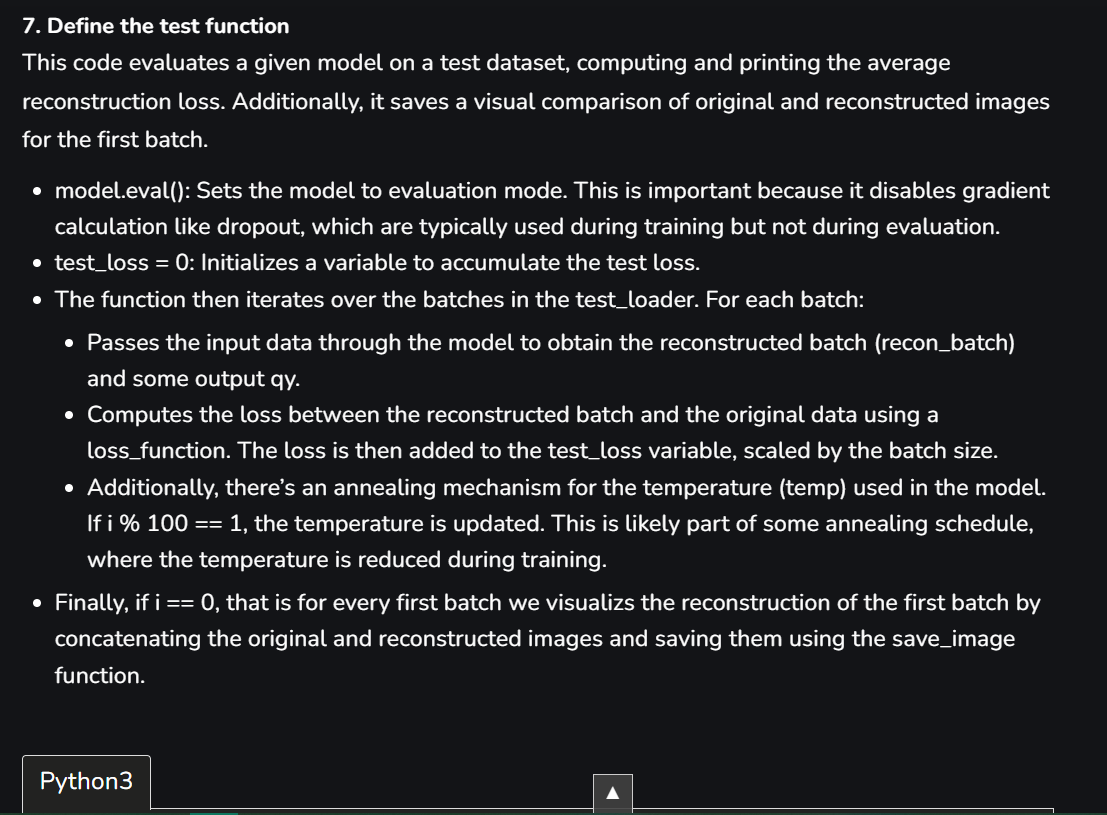 7. Define the test function
This code evaluates a given model on a test dataset, computing and printing the average
reconstruction loss. Additionally, it saves a visual comparison of original and reconstructed images
for the first batch.
• model.eval(): Sets the model to evaluation mode. This is important because it disables gradient
calculation like dropout, which are typically used during training but not during evaluation.
• test_loss = 0: Initializes a variable to accumulate the test loss.
• The function then iterates over the batches in the test_loader. For each batch:
• Passes the input data through the model to obtain the reconstructed batch (recon_batch)
and some output qy.
• Computes the loss between the reconstructed batch and the original data using a
loss_function. The loss is then added to the test_loss variable, scaled by the batch size.
• Additionally, there’s an annealing mechanism for the temperature (temp) used in the model.
If i % 100 == 1, the temperature is updated. This is likely part of some annealing schedule,
where the temperature is reduced during training.
• Finally, if i == 0, that is for every first batch we visualizs the reconstruction of the first batch by
concatenating the original and reconstructed images and saving them using the save_image
function.
Python3